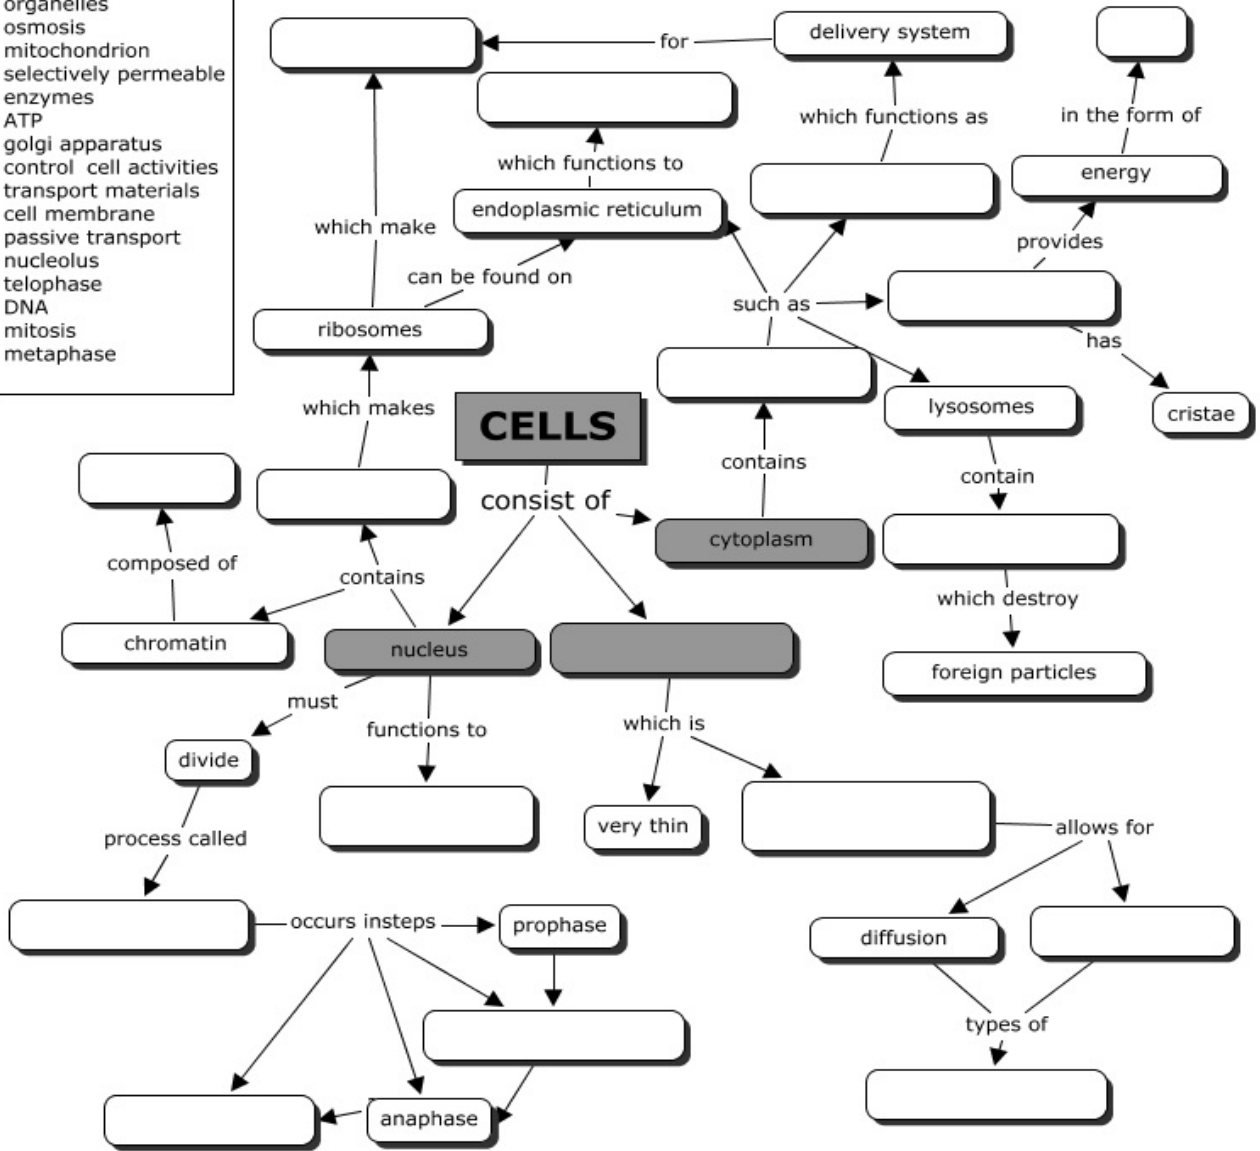 organelles
osmosis
mitochondrion
selectively permeable
enzymes
ATP
golgi apparatus
control cell activities
transport materials
cell membrane
passive transport
nucleolus
telophase
DNA
mitosis
metaphase
for
delivery system
which functions as
in the form of
which functions to
energy
endoplasmic reticulum
which make
provides
can be found on
such as
ribosomes
has
which makes
lysosomes
cristae
CELLS
contains
contain
consist of
cytoplasm
composed of
contains
which destroy
chromatin
nucleus
foreign particles
must
functions to
which is
divide
process called
very thin
allows for
occurs insteps
prophase
diffusion
types of
anaphase